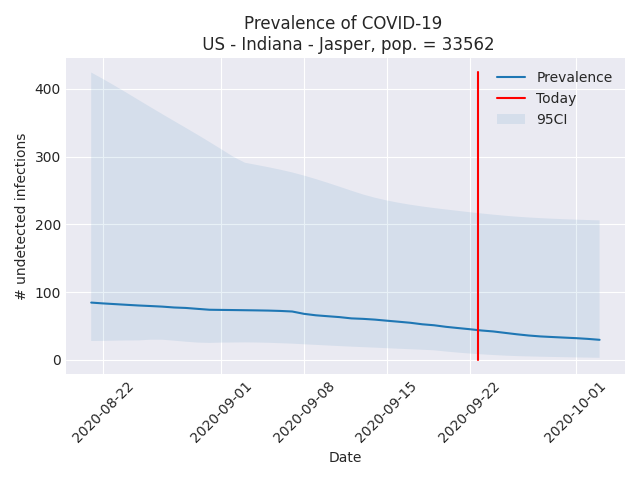 Prevalence of COVID-19
US - Indiana - Jasper, pop. = 33562
Prevalence
Today
95CI
# undetected infections
400
300
200
100
0
2020-08-22
2020-09-01
2020-09-08
2020-09-15
2020-09-22
2020-10-01
Date